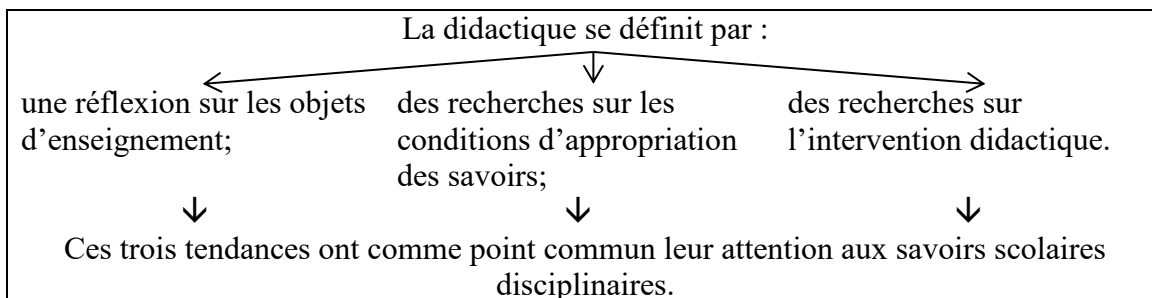 La didactique se définit par :
une réflexion sur les objets
d’enseignement;
des recherches sur les
conditions d’appropriation
des savoirs;
des recherches sur
l’intervention didactique.
Ces trois tendances ont comme point commun leur attention aux savoirs scolaires
disciplinaires.